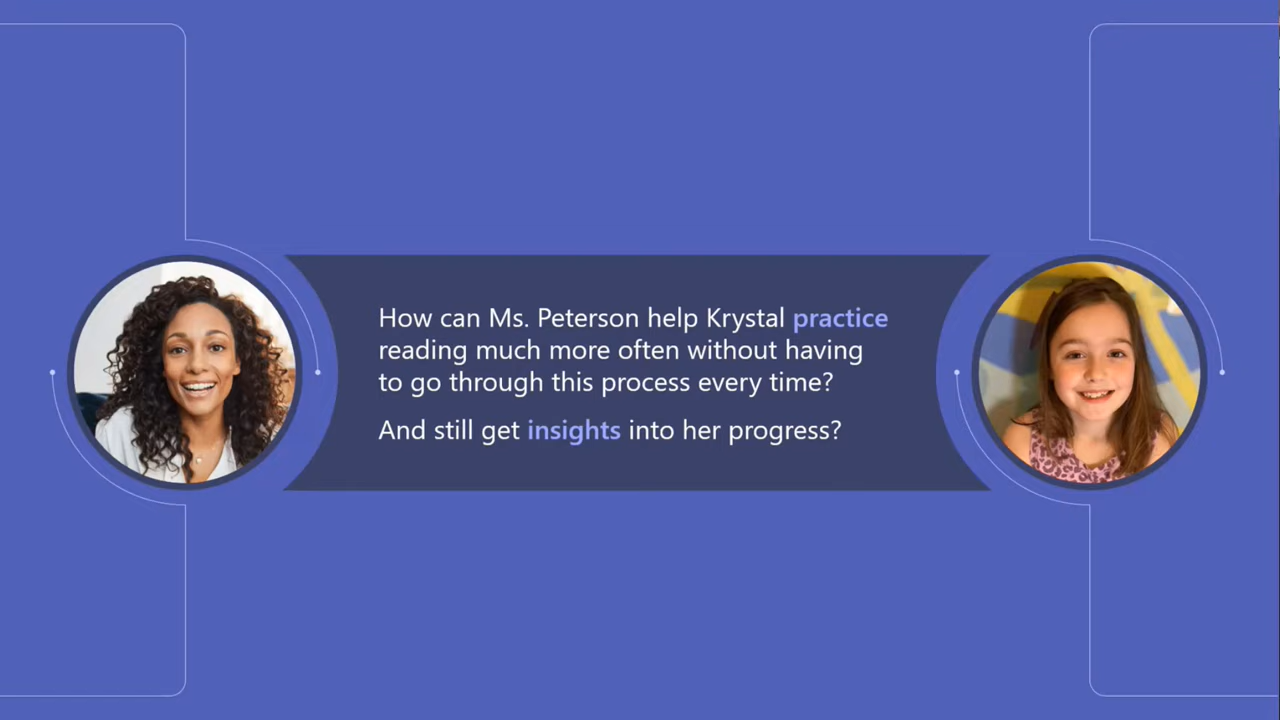 How can Ms. Peterson help Krystal practice
reading much more often without having
to go through this process every time?
And still get insights into her progress?